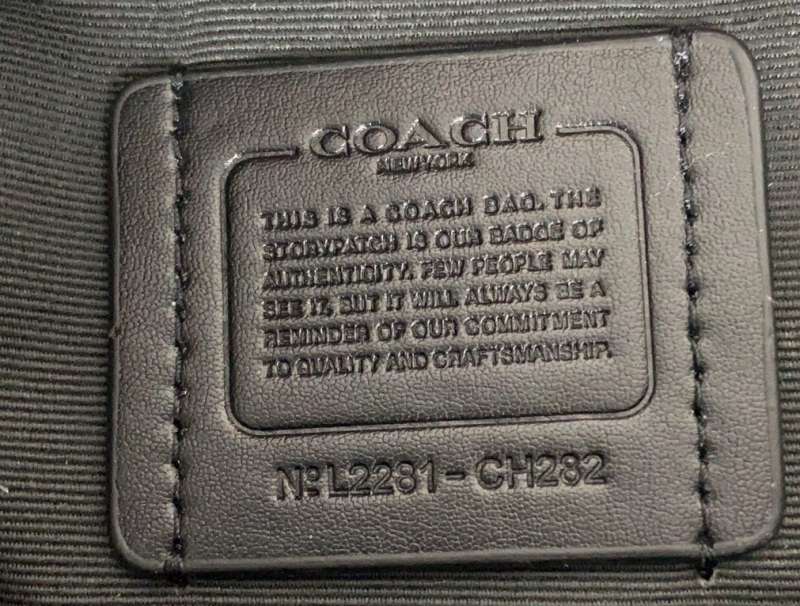 COACH
NEW YORK
THIS IS A COACH BAG. THE
STORYPATCH IS OUR BADGE OF
AUTHENTICITY. FEW PEOPLE MAY
SEE IT, BUT IT WILL ALWAYS BE A
REMINDER OF OUR COMMITMENT
TO QUALITY AND CRAFTSMANSHIP.
Nº L2281-CH282